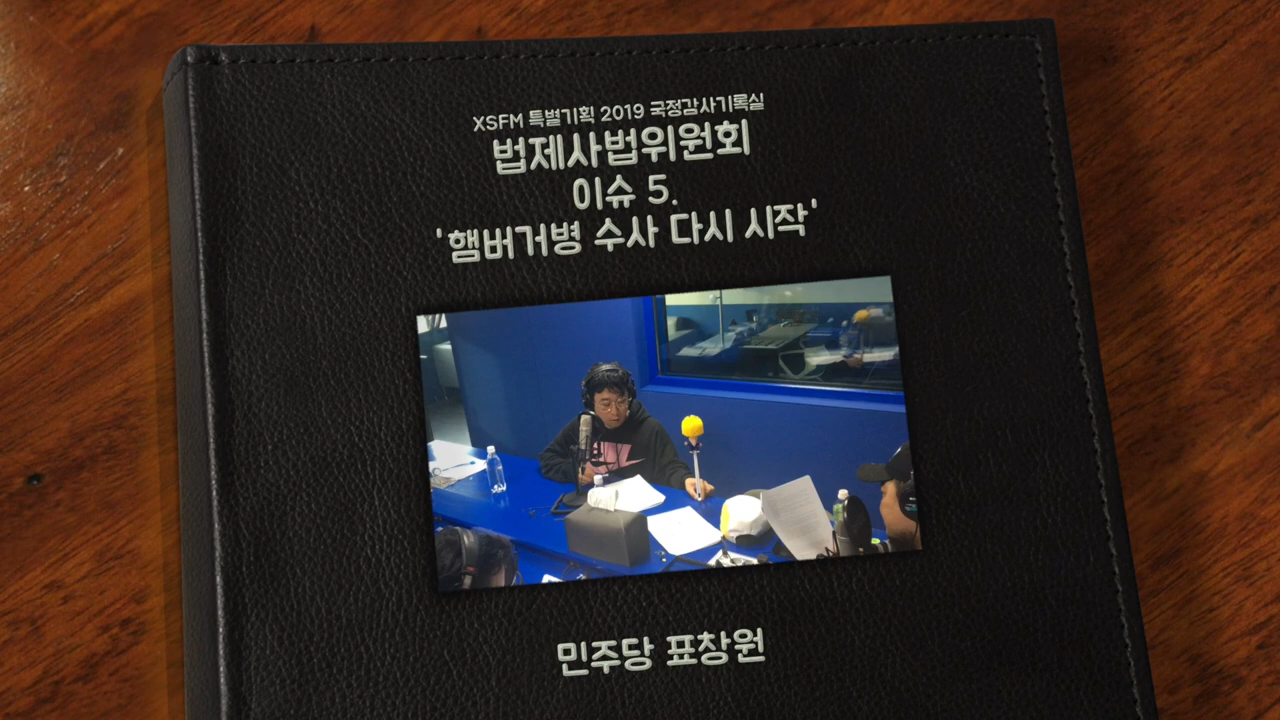 XSFM 특별기획 2019 국정감사기록실
법제사법위원회
이슈 5.
'햄버거병 수사 다시 시작'
민주당 표창원